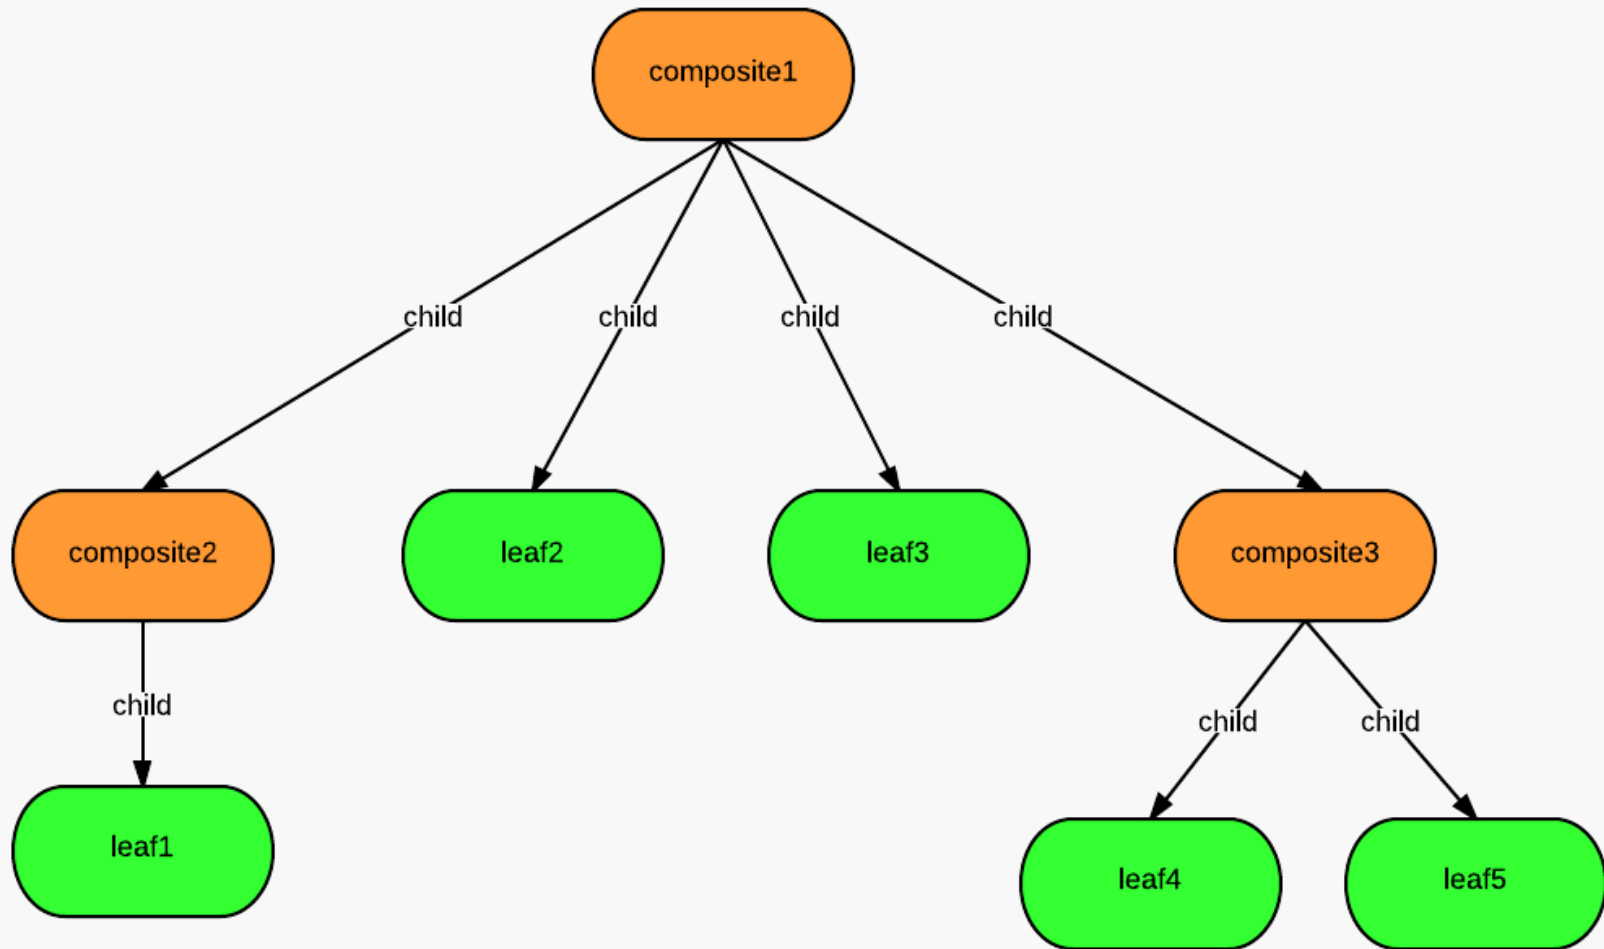 composite1
child
child
child
child
composite2
leaf2
leaf3
composite3
child
child
child
leaf1
leaf4
leaf5